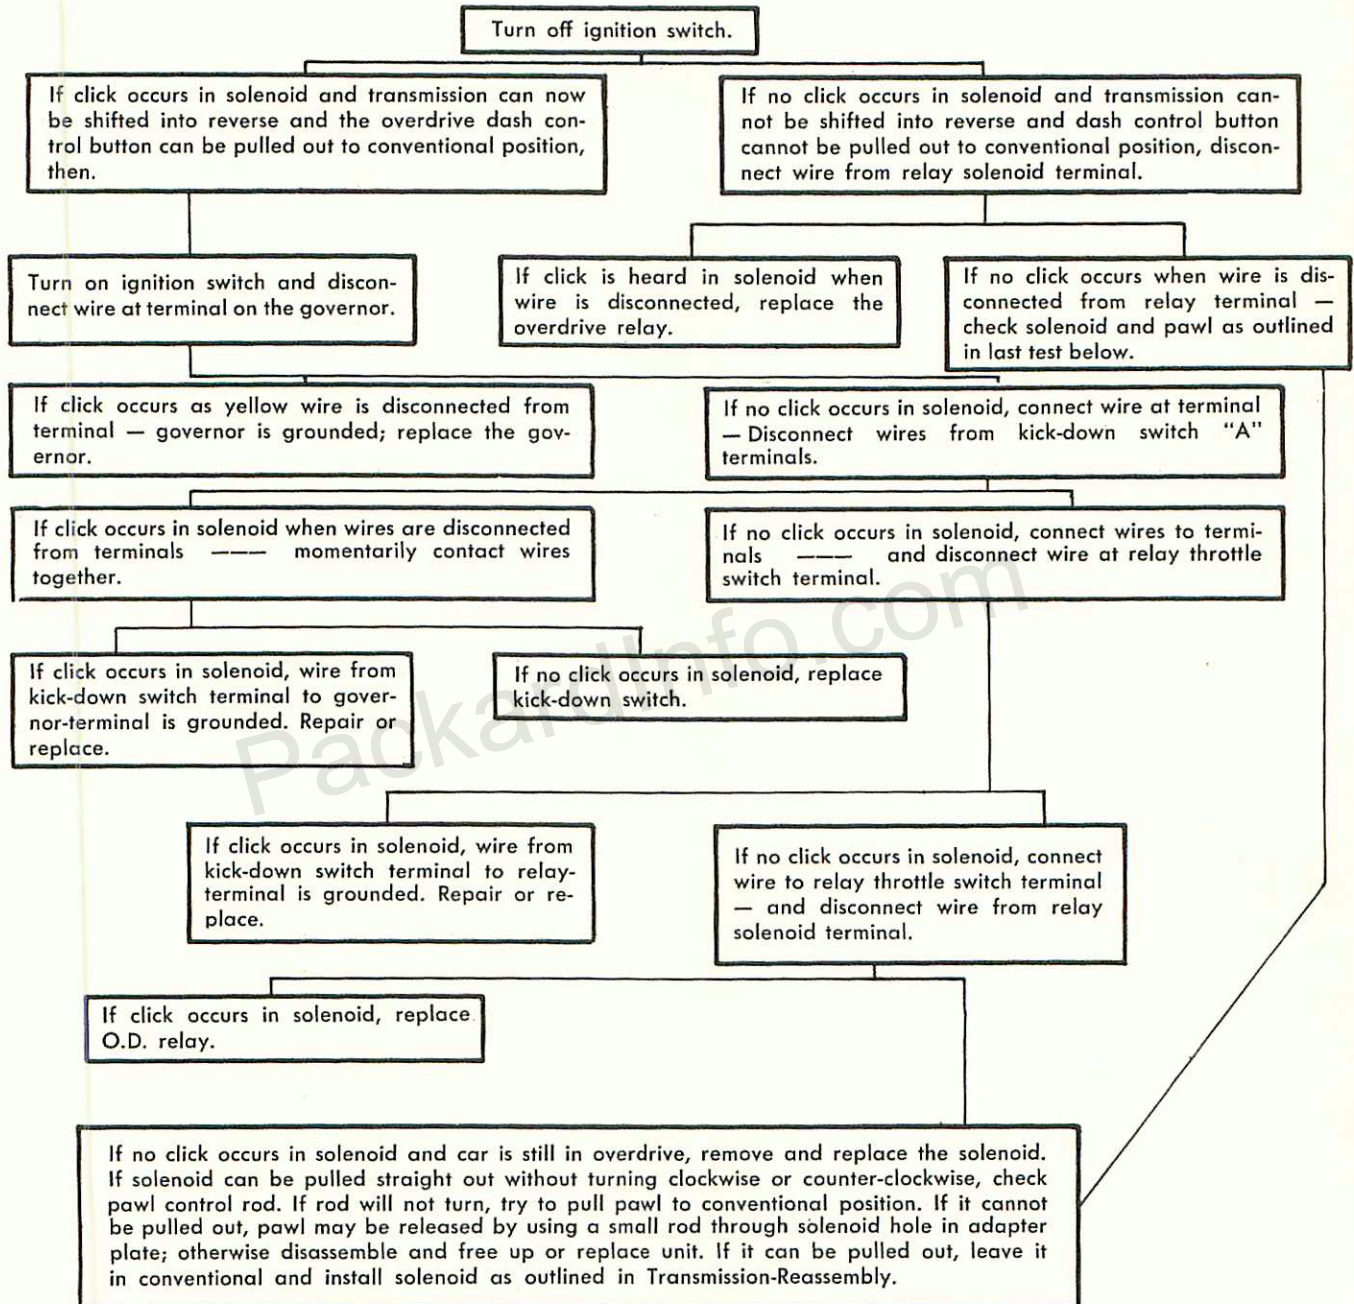 Turn off ignition switch.
If click occurs in solenoid and transmission can now
be shifted into reverse and the overdrive dash con-
trol button can be pulled out to conventional position,
then.
If no click occurs in solenoid and transmission can-
not be shifted into reverse and dash control button
cannot be pulled out to conventional position, discon-
nect wire from relay solenoid terminal.
Turn on ignition switch and discon-
nect wire at terminal on the governor.
If click is heard in solenoid when
wire is disconnected, replace the
overdrive relay.
If no click occurs when wire is dis-
connected from relay terminal —
check solenoid and pawl as outlined
in last test below.
If click occurs as yellow wire is disconnected from
terminal — governor is grounded; replace the gov-
ernor.
If no click occurs in solenoid, connect wire at terminal
— Disconnect wires from kick-down switch "A"
terminals.
If click occurs in solenoid when wires are disconnected
from terminals ——— momentarily contact wires
together.
If no click occurs in solenoid, connect wires to termi-
nals ——— and disconnect wire at relay throttle
switch terminal.
If click occurs in solenoid, wire from
kick-down switch terminal to gover-
nor-terminal is grounded. Repair or
replace.
If no click occurs in solenoid, replace
kick-down switch.
PackardInfo.com
If click occurs in solenoid, wire from
kick-down switch terminal to relay-
terminal is grounded. Repair or re-
place.
If no click occurs in solenoid, connect
wire to relay throttle switch terminal
— and disconnect wire from relay
solenoid terminal.
If click occurs in solenoid, replace
O.D. relay.
If no click occurs in solenoid and car is still in overdrive, remove and replace the solenoid.
If solenoid can be pulled straight out without turning clockwise or counter-clockwise, check
pawl control rod. If rod will not turn, try to pull pawl to conventional position. If it cannot
be pulled out, pawl may be released by using a small rod through solenoid hole in adapter
plate; otherwise disassemble and free up or replace unit. If it can be pulled out, leave it
in conventional and install solenoid as outlined in Transmission-Reassembly.